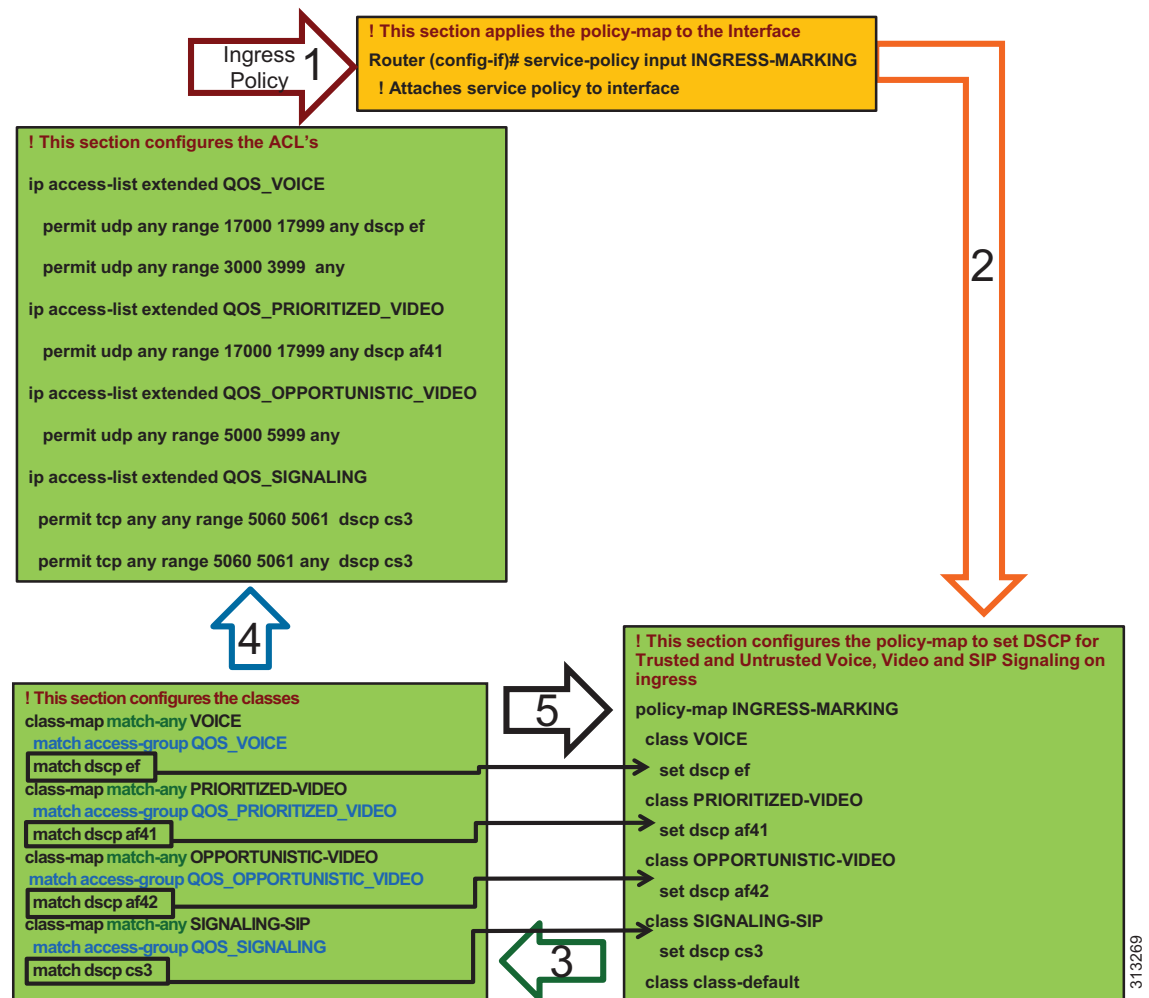 Ingress
Policy
1
! This section applies the policy-map to the Interface
Router (config-if)# service-policy input INGRESS-MARKING
! Attaches service policy to interface
2
! This section configures the ACL's
ip access-list extended QOS_VOICE
permit udp any range 17000 17999 any dscp ef
permit udp any range 3000 3999 any
ip access-list extended QOS_PRIORITIZED_VIDEO
permit udp any range 17000 17999 any dscp af41
ip access-list extended QOS_OPPORTUNISTIC_VIDEO
permit udp any range 5000 5999 any
ip access-list extended QOS_SIGNALING
permit tcp any any range 5060 5061 dscp cs3
permit tcp any range 5060 5061 any dscp cs3
4
! This section configures the classes
class-map match-any VOICE
match access-group QOS_VOICE
match dscp ef
class-map match-any PRIORITIZED-VIDEO
match access-group QOS_PRIORITIZED_VIDEO
match dscp af41
class-map match-any OPPORTUNISTIC-VIDEO
match access-group QOS_OPPORTUNISTIC_VIDEO
match dscp af42
class-map match-any SIGNALING-SIP
match access-group QOS_SIGNALING
match dscp cs3
5
3
! This section configures the policy-map to set DSCP for
Trusted and Untrusted Voice, Video and SIP Signaling on
ingress
policy-map INGRESS-MARKING
class VOICE
set dscp ef
class PRIORITIZED-VIDEO
set dscp af41
class OPPORTUNISTIC-VIDEO
set dscp af42
class SIGNALING-SIP
set dscp cs3
class class-default
313269